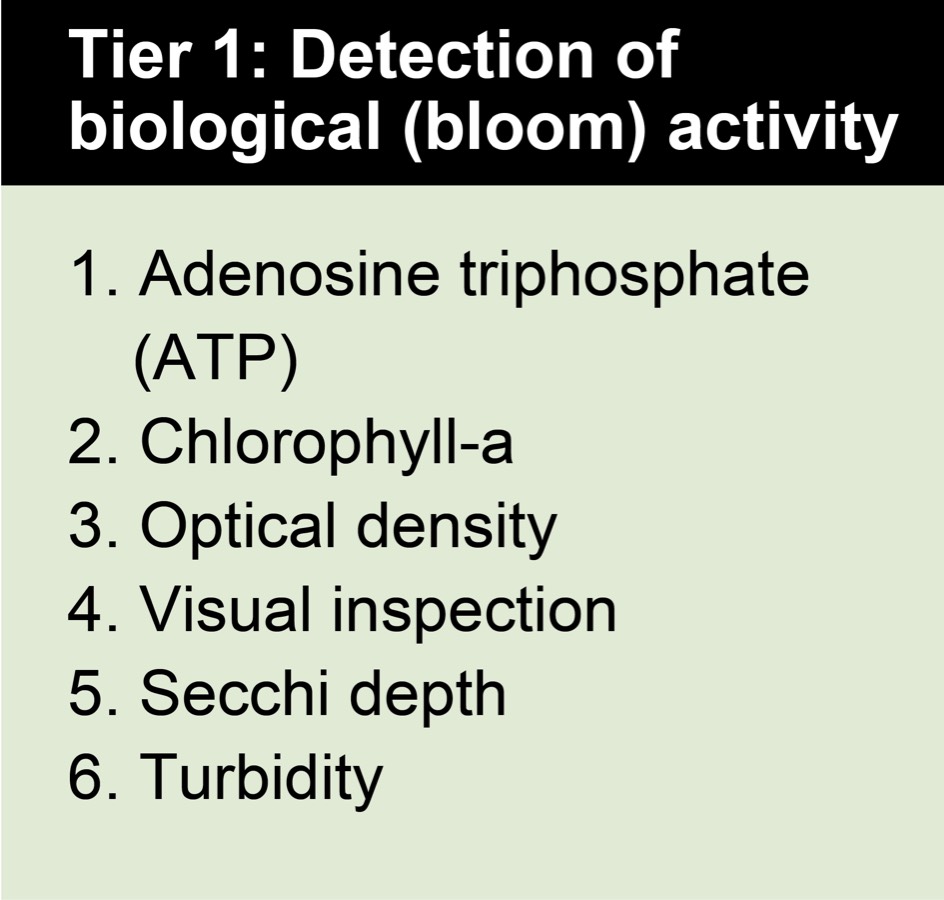 Tier 1: Detection of
biological (bloom) activity
1. Adenosine triphosphate
(ATP)
2. Chlorophyll-a
3. Optical density
4. Visual inspection
5. Secchi depth
6. Turbidity